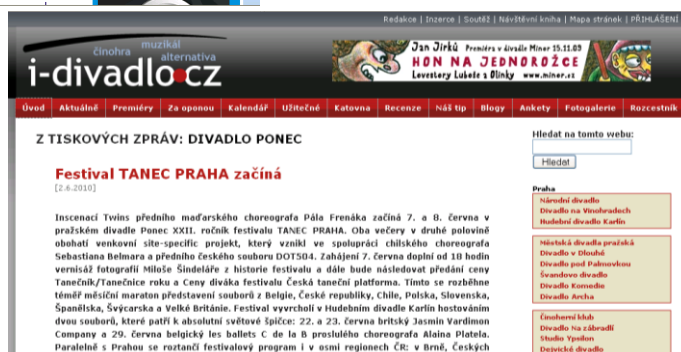 Redakce | Inzerce | Soutěž | Návštěvní kniha | Mapa stránek | PŘIHLÁŠENÍ
činohra muzikál alternativa
i-divadlo.cz
Jan Jirků Premiéra v divadle Minor 15.11.09
HON NA JEDNOROŽCE
Lovestory Luboše z Olinky www.minor.cz
Úvod Aktuálně Premiéry Za oponou Kalendář Užitečné Katovna Recenze Náš tip Blogy Ankety Fotogalerie Rozcestník
Z TISKOVÝCH ZPRÁV: DIVADLO PONEC
Festival TANEC PRAHA začíná
[2.6.2010]
Inscenací Twins předního maďarského choreografa Pála Frenáka začíná 7. a 8. června v
pražském divadle Ponec XXII. ročník festivalu TANEC PRAHA. Oba večery v druhé polovině
obohatí venkovní site-specific projekt, který vznikl ve spolupráci chilského choreografa
Sebastiana Belmara a předního českého souboru DOT504. Zahájení 7. června doplní od 18 hodin
vernisáž fotografií Miloše Šindeláře z historie festivalu a dále bude následovat předání ceny
Tanečník/Tanečnice roku a Ceny diváka festivalu Česká taneční platforma. Tímto se rozběhne
téměř měsíční maraton představení souborů z Belgie, České republiky, Chile, Polska, Slovenska,
Španělska, Švýcarska a Velké Británie. Festival vyvrcholí v Hudebním divadle Karlín hostováním
dvou souborů, které patří k absolutní světové špičce: 22. a 23. června britský Jasmin Vardimon
Company a 29. června belgický les ballets C de la B proslulého choreografa Alaina Platela.
Paralelně s Prahou se roztančí festivalový program i v osmi regionech ČR: v Brně, Českých
Hledat na tomto webu:
Hledat
Praha
Národní divadlo
Divadlo na Vinohradech
Hudební divadlo Karlín
Městská divadla pražská
Divadlo v Dlouhé
Divadlo pod Palmovkou
Švandovo divadlo
Divadlo Komedie
Divadlo Archa
Činoherní klub
Divadlo Na zábradlí
Studio Ypsilon
Dejvické divadlo